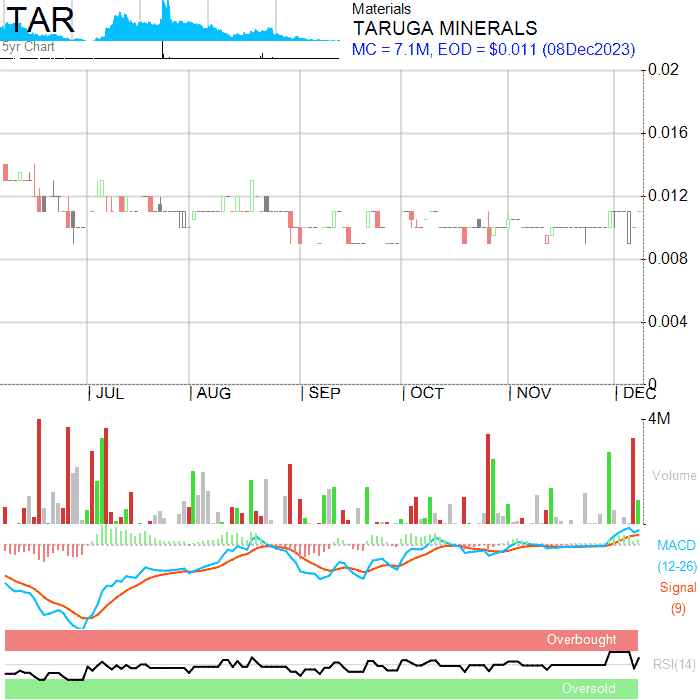 TAR
5yr Chart
Materials
TARUGA MINERALS
MC = 7.1M, EOD = $0.011 (08Dec2023)
0.02
0.016
0.012
0.008
0.004
0
JUL AUG SEP OCT NOV DEC
4M
Volume
MACD
(12-26)
Signal
(9)
Overbought
RSI(14)
Oversold